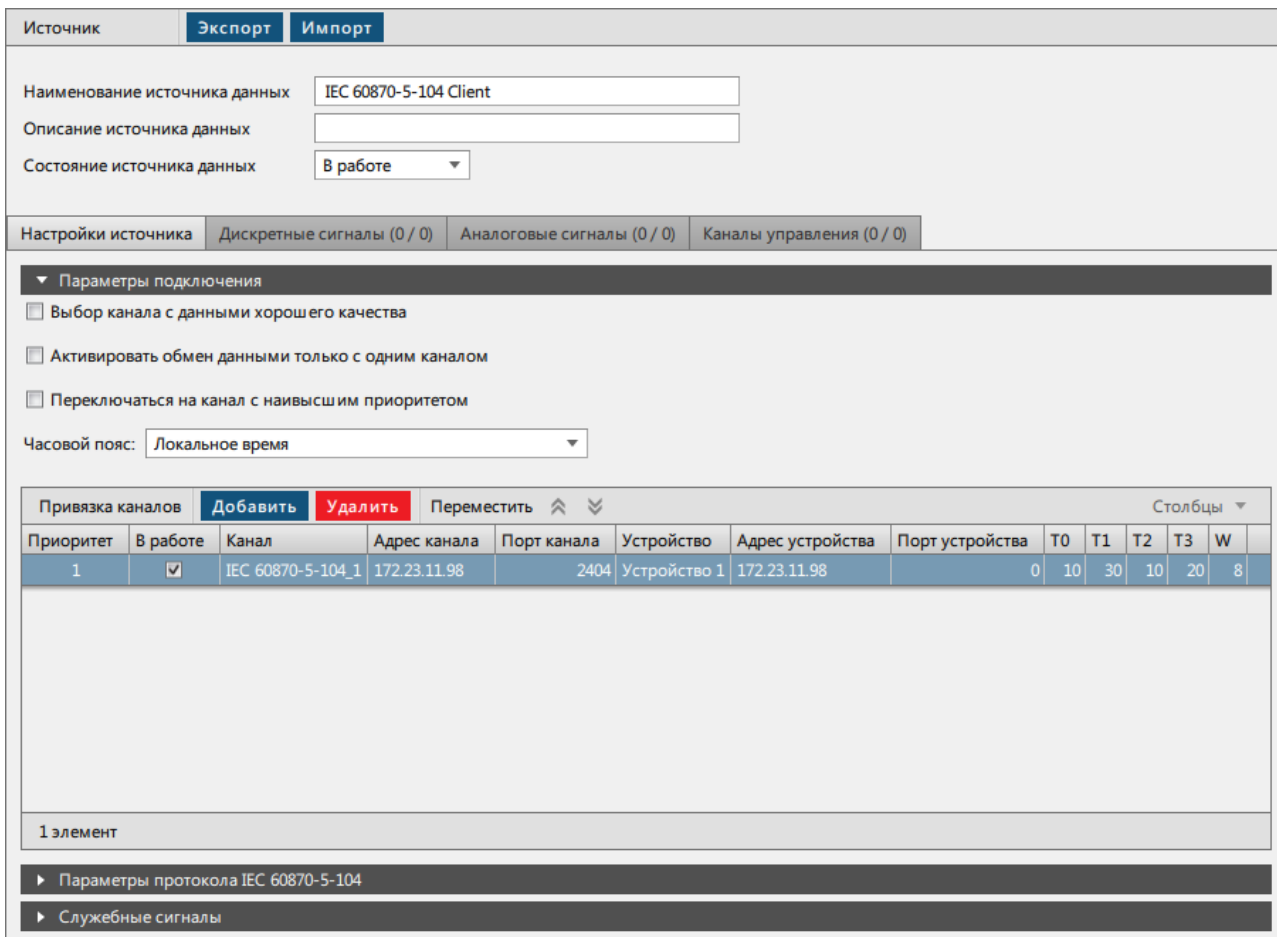 Источник Экспорт Импорт
Наименование источника данных IEC 60870-5-104 Client
Описание источника данных
Состояние источника данных В работе
Настройки источника Дискретные сигналы (0 / 0) Аналоговые сигналы (0 / 0) Каналы управления (0 / 0)
Параметры подключения
Выбор канала с данными хорошего качества
Активировать обмен данными только с одним каналом
Переключаться на канал с наивысшим приоритетом
Часовой пояс: Локальное время
Привязка каналов Добавить Удалить Переместить Столбцы
Приоритет В работе Канал Адрес канала Порт канала Устройство Адрес устройства Порт устройства T0 T1 T2 T3 W
1 IEC 60870-5-104_1 172.23.11.98 2404 Устройство 1 172.23.11.98 0 10 30 10 20 8
1 элемент
Параметры протокола IEC 60870-5-104
Служебные сигналы